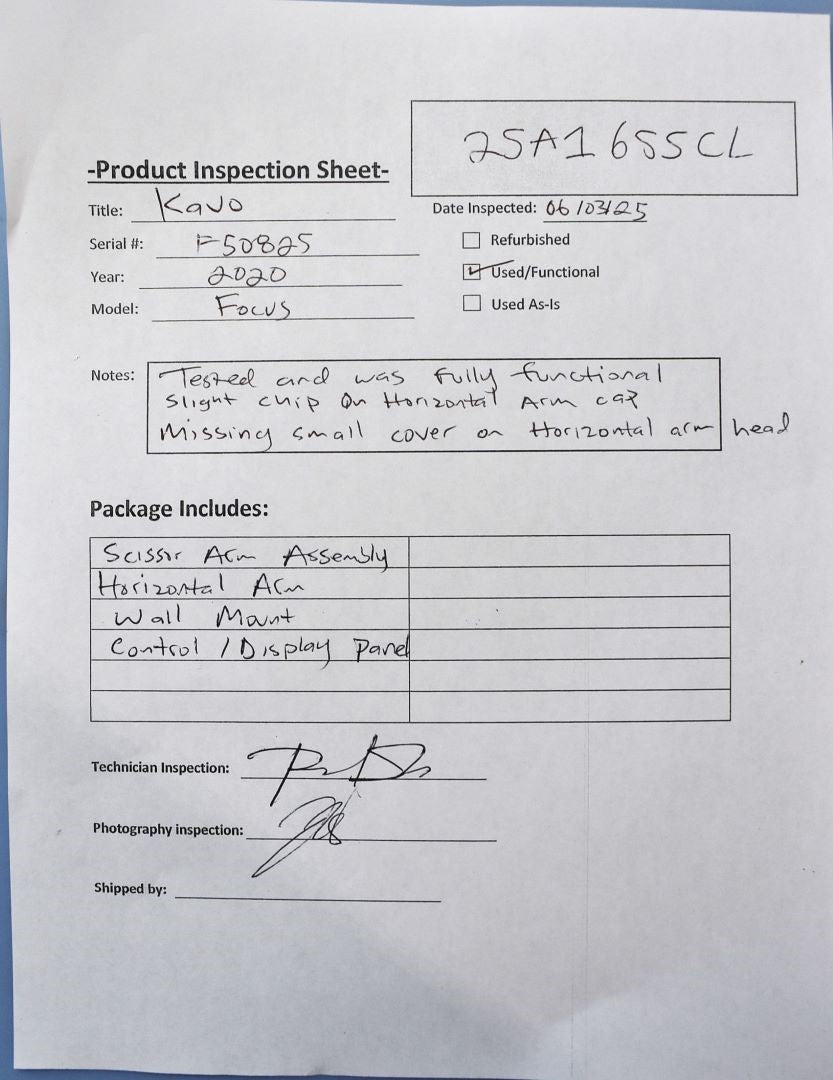 25A1655CL
-Product Inspection Sheet-
Title: Kavo
Date Inspected: 06/03/25
Serial #: F50825
Refurbished
Year: 2020
Used/Functional
Model: Focus
Used As-Is
Notes: Tested and was fully functional
Slight chip on Horizontal Arm cap
Missing small cover on Horizontal arm head
Package Includes:
Scissor Arm Assembly
Horizontal Arm
Wall Mount
Control / Display Panel
Technician Inspection:
Photography inspection:
Shipped by: